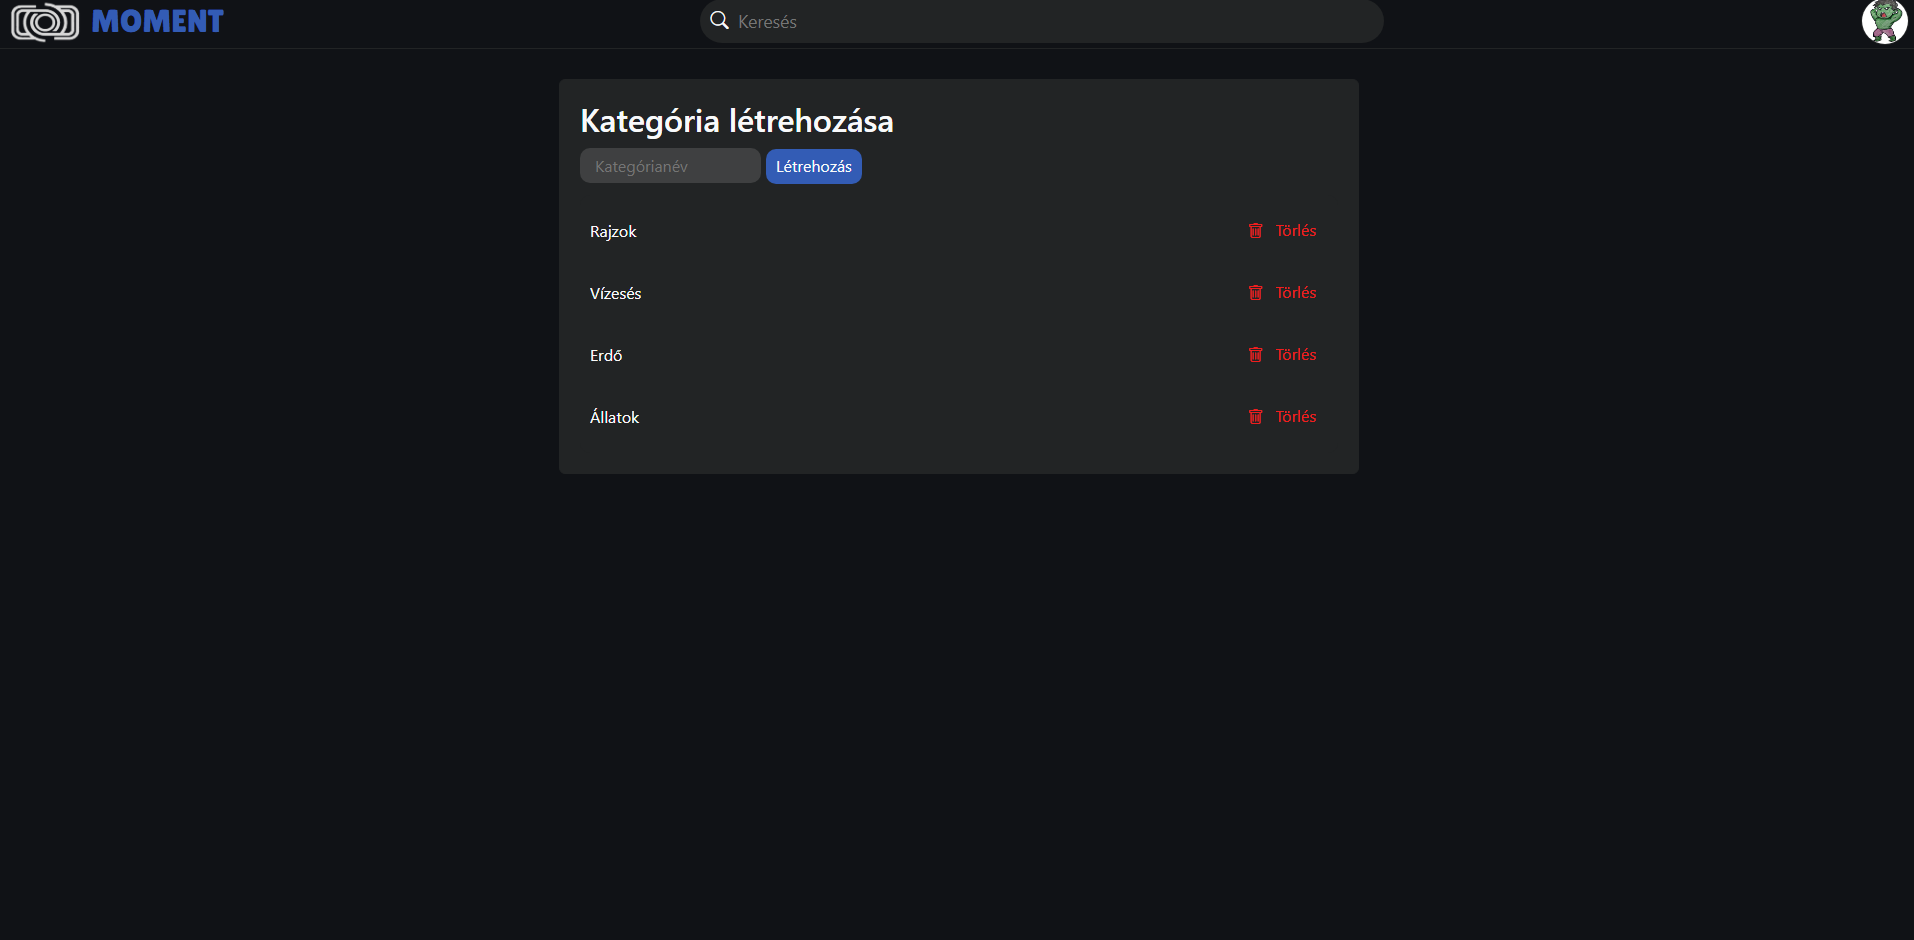 MOMENT
Keresés
Kategória létrehozása
Kategórianév Létrehozás
Rajzok Törlés
Vízesés Törlés
Erdő Törlés
Állatok Törlés